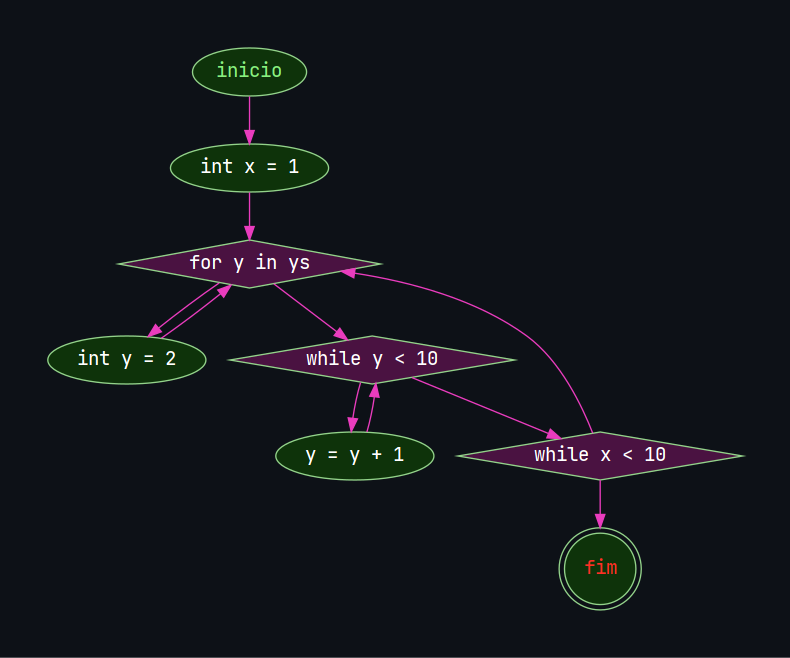 inicio
int x = 1
for y in ys
int y = 2
while y < 10
y = y + 1
while x < 10
fim